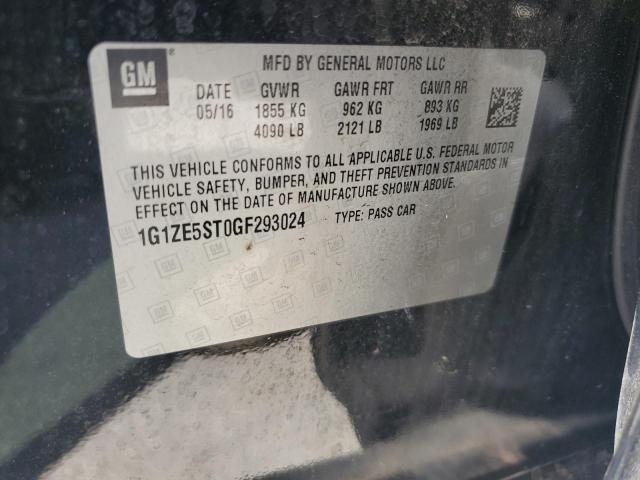 GM
MFD BY GENERAL MOTORS LLC
DATE GVWR GAWR FRT GAWR RR
05/16 1855 KG 962 KG 893 KG
4090 LB 2121 LB 1969 LB
THIS VEHICLE CONFORMS TO ALL APPLICABLE U.S. FEDERAL MOTOR
VEHICLE SAFETY, BUMPER, AND THEFT PREVENTION STANDARDS IN
EFFECT ON THE DATE OF MANUFACTURE SHOWN ABOVE.
1G1ZE5ST0GF293024 TYPE: PASS CAR